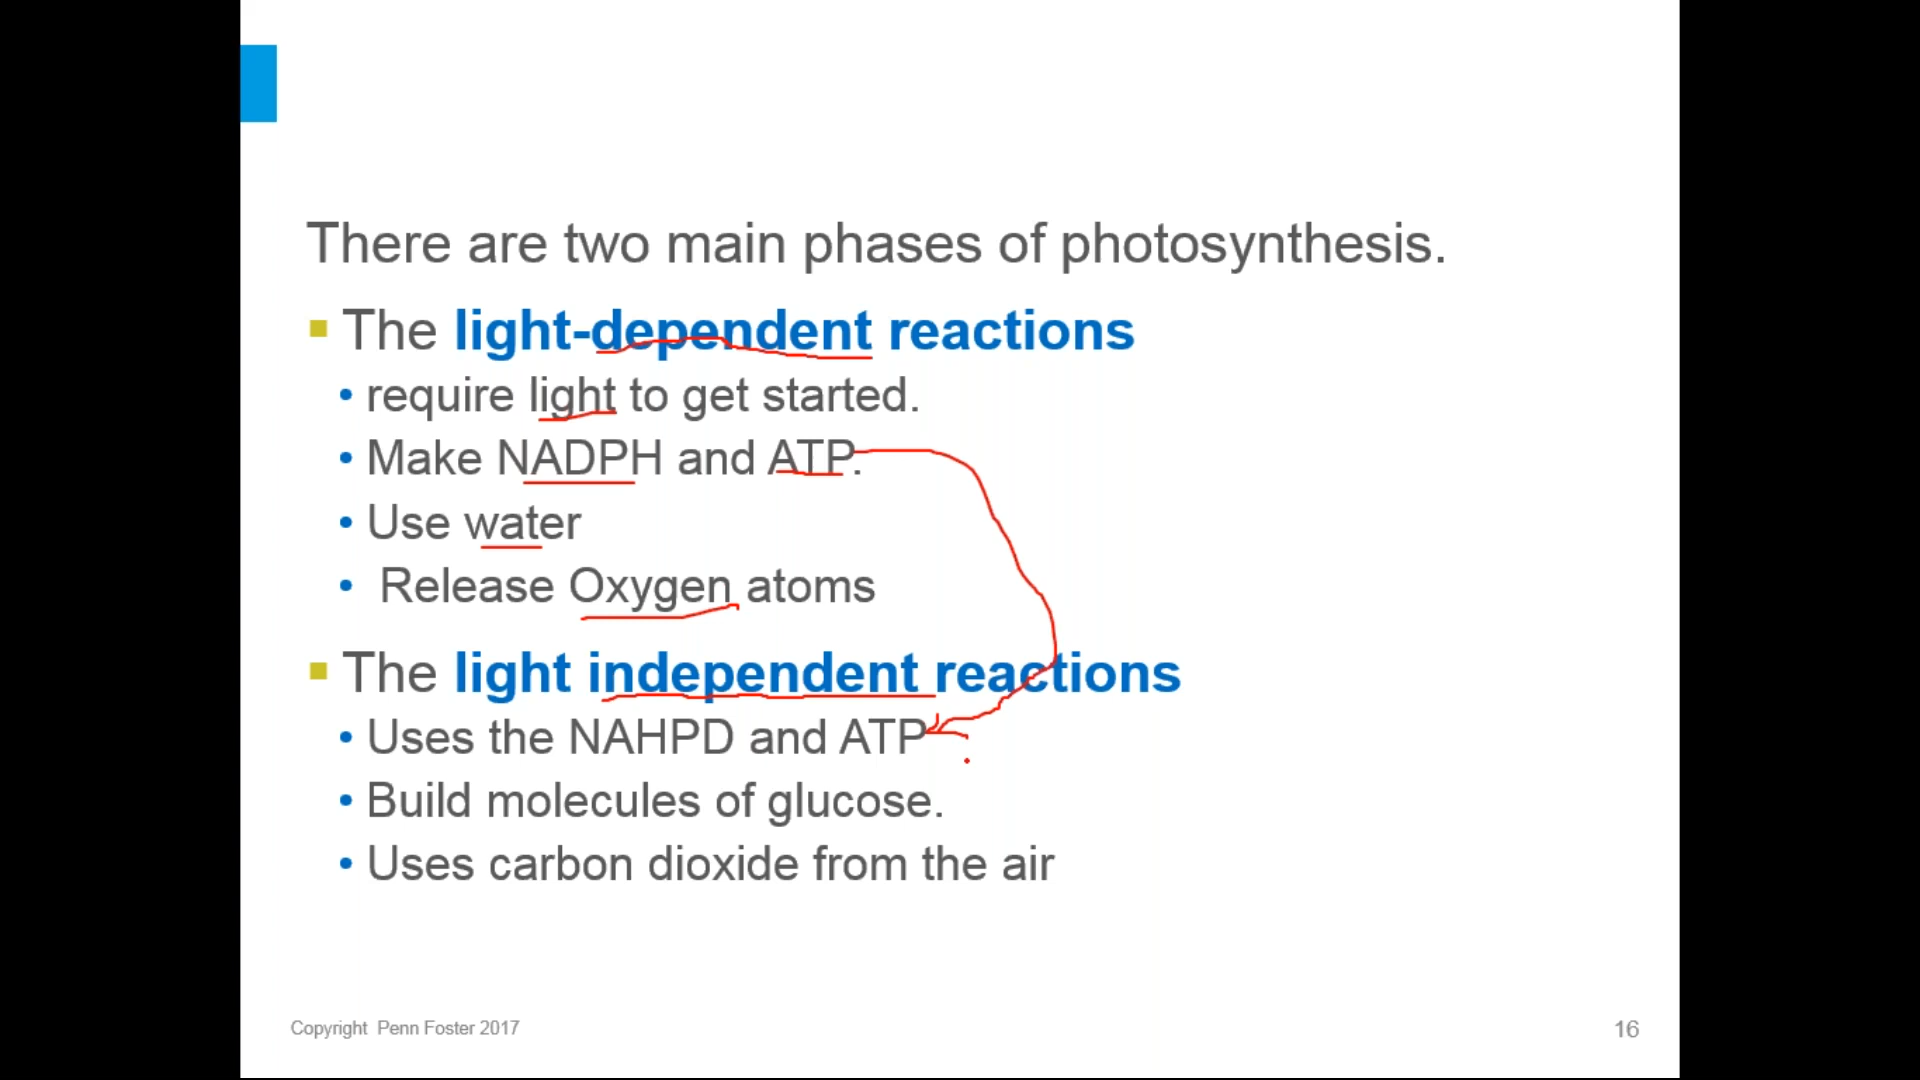 There are two main phases of photosynthesis.
The light-dependent reactions
• require light to get started.
• Make NADPH and ATP.
• Use water
• Release Oxygen atoms
The light independent reactions
• Uses the NAHPD and ATP
• Build molecules of glucose.
• Uses carbon dioxide from the air
Copyright Penn Foster 2017
16